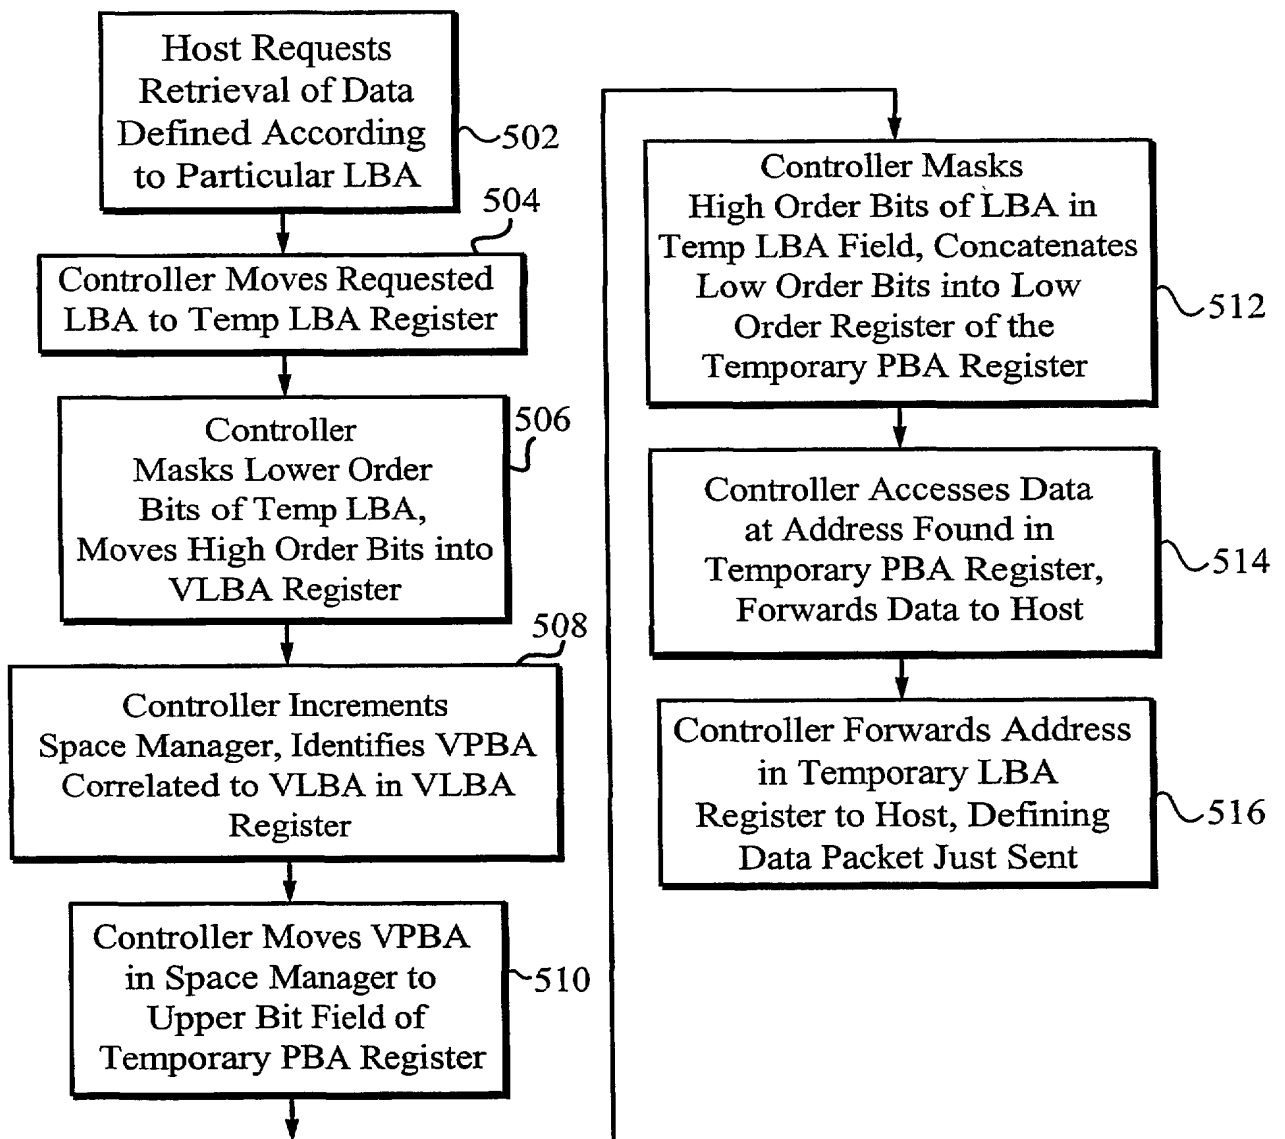 Host Requests
Retrieval of Data
Defined According
to Particular LBA
502
504
Controller Moves Requested
LBA to Temp LBA Register
Controller
Masks Lower Order
Bits of Temp LBA,
Moves High Order Bits into
VLBA Register
506
508
Controller Increments
Space Manager, Identifies VPBA
Correlated to VLBA in VLBA
Register
Controller Moves VPBA
in Space Manager to
Upper Bit Field of
Temporary PBA Register
510
Controller Masks
High Order Bits of LBA in
Temp LBA Field, Concatenates
Low Order Bits into Low
Order Register of the
Temporary PBA Register
512
Controller Accesses Data
at Address Found in
Temporary PBA Register,
Forwards Data to Host
514
Controller Forwards Address
in Temporary LBA
Register to Host, Defining
Data Packet Just Sent
516